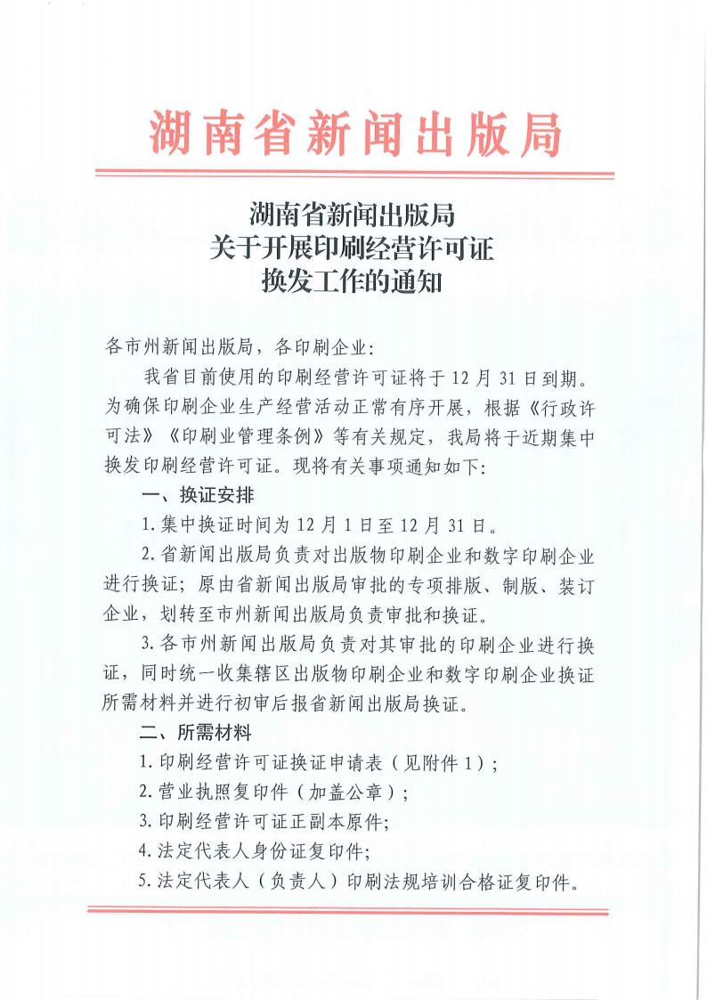 湖南省新闻出版局
湖南省新闻出版局
关于开展印刷经营许可证
换发工作的通知
各市州新闻出版局，各印刷企业：
我省目前使用的印刷经营许可证将于 12 月 31 日到期。
为确保印刷企业生产经营活动正常有序开展，根据《行政许
可法》《印刷业管理条例》等有关规定，我局将于近期集中
换发印刷经营许可证。现将有关事项通知如下：
一、换证安排
1. 集中换证时间为 12 月 1 日至 12 月 31 日。
2. 省新闻出版局负责对出版物印刷企业和数字印刷企业
进行换证；原由省新闻出版局审批的专项排版、制版、装订
企业，划转至市州新闻出版局负责审批和换证。
3. 各市州新闻出版局负责对其审批的印刷企业进行换
证，同时统一收集辖区出版物印刷企业和数字印刷企业换证
所需材料并进行初审后报省新闻出版局换证。
二、所需材料
1. 印刷经营许可证换证申请表（见附件 1）；
2. 营业执照复印件（加盖公章）；
3. 印刷经营许可证正副本原件；
4. 法定代表人身份证复印件；
5. 法定代表人（负责人）印刷法规培训合格证复印件。